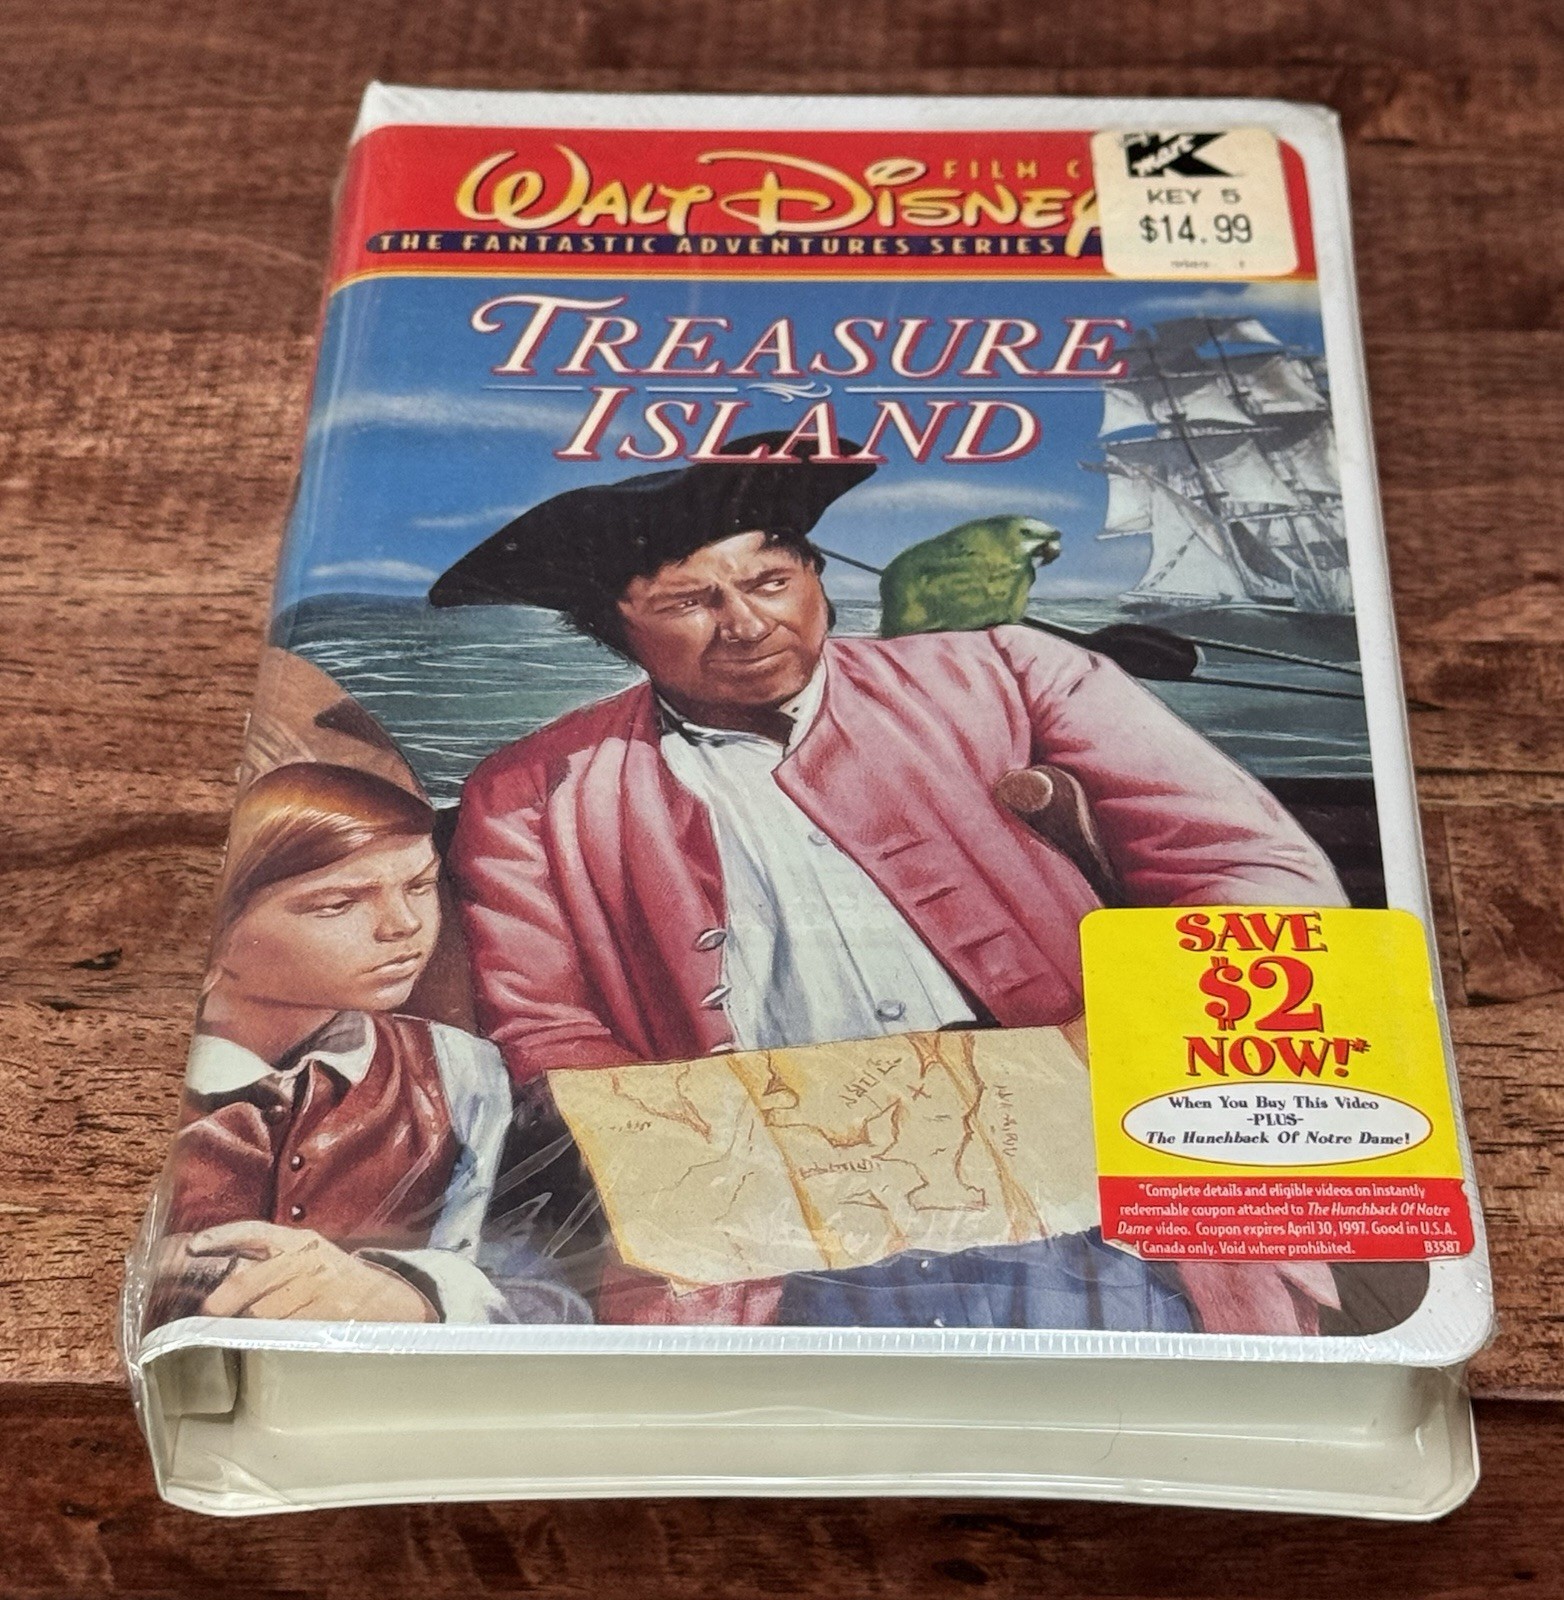 FILM C
WALT DISNEY
THE FANTASTIC ADVENTURES SERIES
Kmart
KEY 5
$14.99
TREASURE
ISLAND
SAVE
$2
NOW!*
When You Buy This Video
-PLUS-
The Hunchback Of Notre Dame!
*Complete details and eligible videos on instantly
redeemable coupon attached to The Hunchback Of Notre
Dame video. Coupon expires April 30, 1997. Good in U.S.A.
Canada only. Void where prohibited. B3587